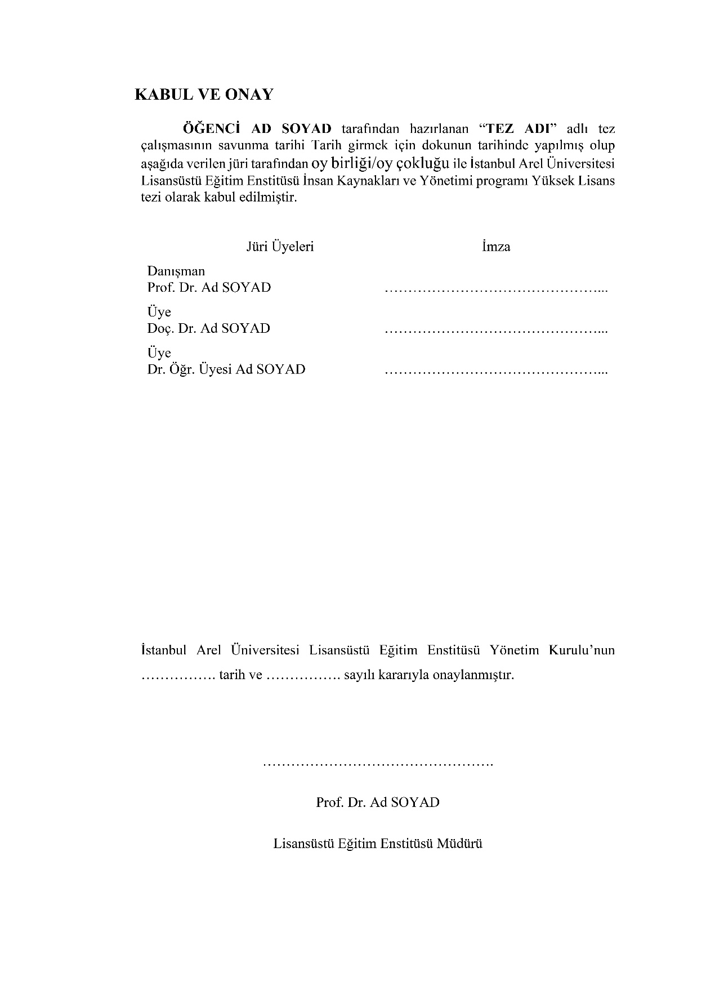 KABUL VE ONAY
ÖĞENCİ AD SOYAD tarafından hazırlanan “TEZ ADI” adlı tez
çalışmasının savunma tarihi Tarih girmek için dokunun tarihinde yapılmış olup
aşağıda verilen jüri tarafından oy birliği/oy çokluğu ile İstanbul Arel Üniversitesi
Lisansüstü Eğitim Enstitüsü İnsan Kaynakları ve Yönetimi programı Yüksek Lisans
tezi olarak kabul edilmiştir.
Jüri Üyeleri İmza
Danışman
Prof. Dr. Ad SOYAD ………………………………………...
Üye
Doç. Dr. Ad SOYAD ………………………………………...
Üye
Dr. Öğr. Üyesi Ad SOYAD ………………………………………...
İstanbul Arel Üniversitesi Lisansüstü Eğitim Enstitüsü Yönetim Kurulu’nun
……………. tarih ve ……………. sayılı kararıyla onaylanmıştır.
………………………………………….
Prof. Dr. Ad SOYAD
Lisansüstü Eğitim Enstitüsü Müdürü